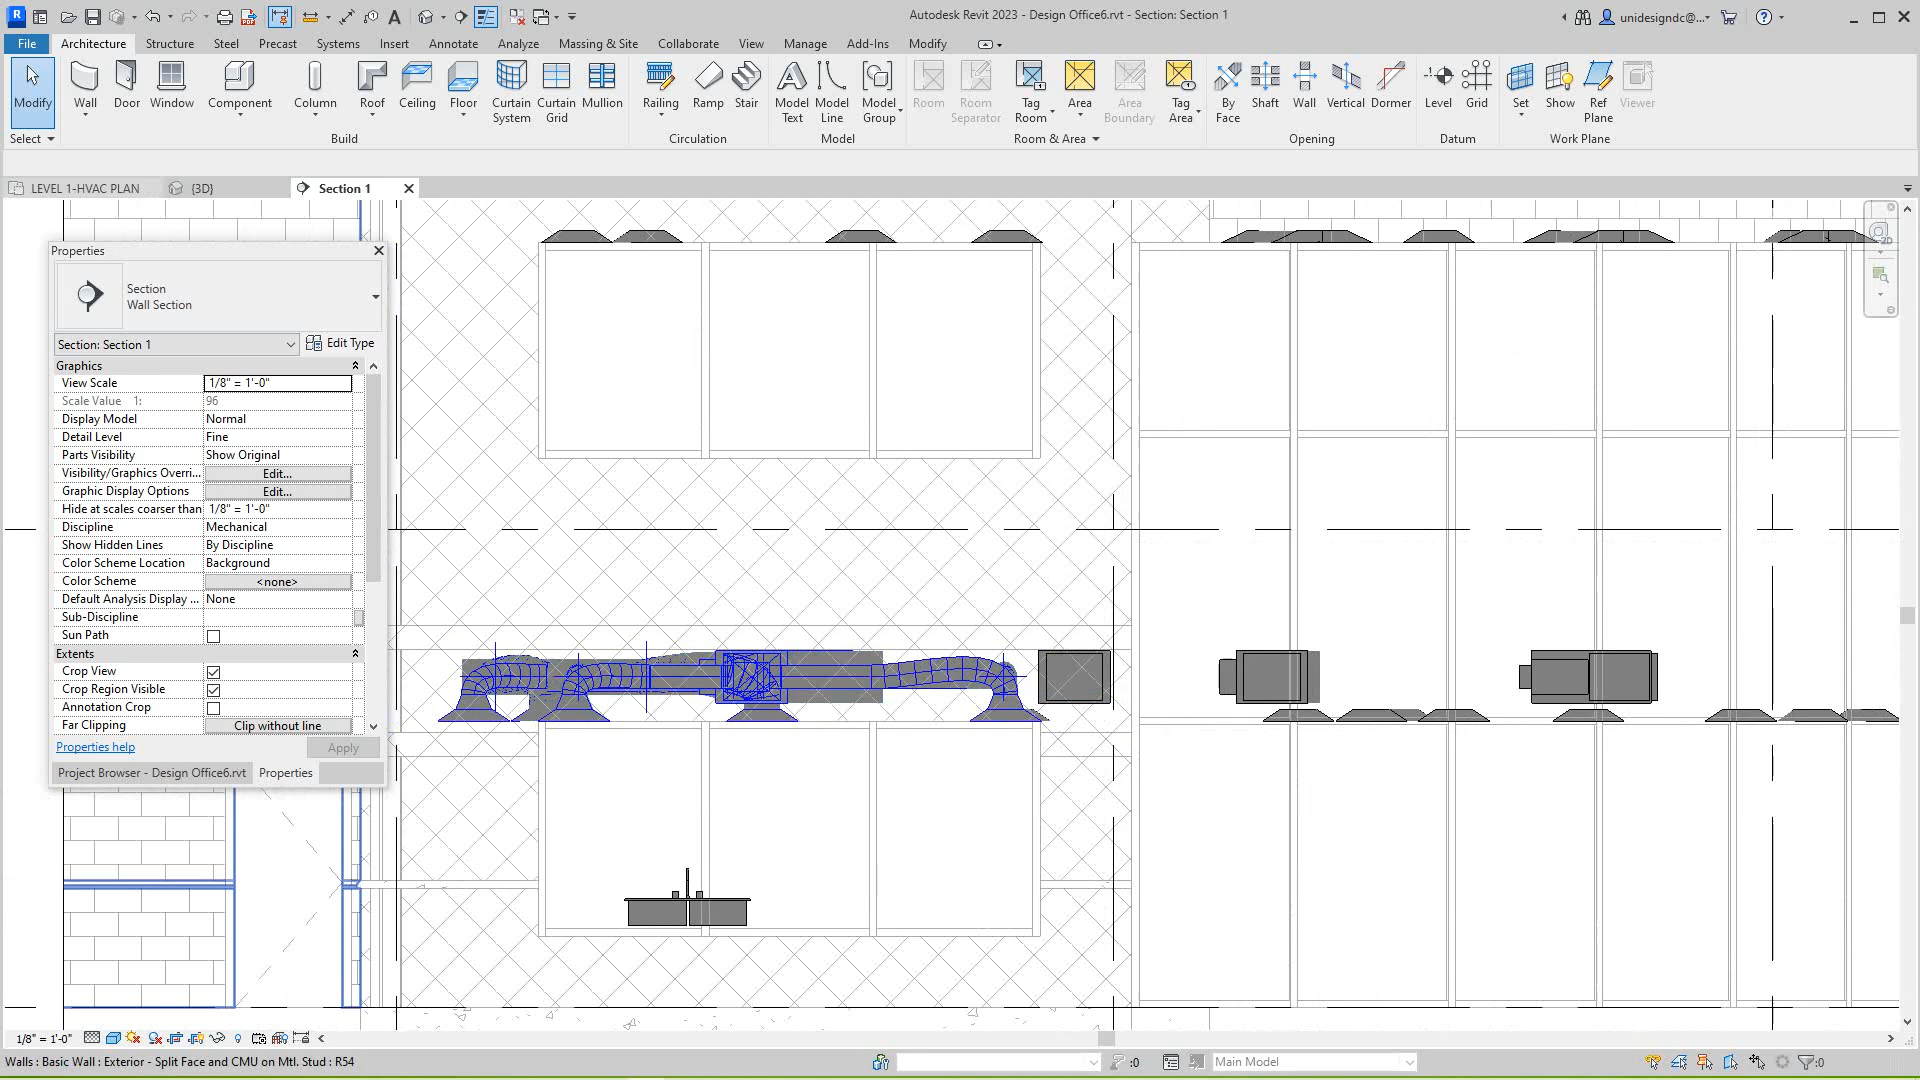 Autodesk Revit 2023 - Design Office6.rvt - Section: Section 1
unidesigndc@...
File Architecture Structure Steel Precast Systems Insert Annotate Analyze Massing & Site Collaborate View Manage Add-Ins Modify
Modify Wall Door Window Component Column Roof Ceiling Floor Curtain System Curtain Grid Mullion Railing Ramp Stair Model Text Model Line Model Group Room Room Separator Tag Room Area Area Boundary Tag Area By Face Shaft Wall Vertical Dormer Level Grid Set Show Ref Plane Viewer
Select Build Circulation Model Room & Area Opening Datum Work Plane
LEVEL 1-HVAC PLAN {3D} Section 1
Properties
Section
Wall Section
Section: Section 1 Edit Type
Graphics
View Scale 1/8" = 1'-0"
Scale Value 1: 96
Display Model Normal
Detail Level Fine
Parts Visibility Show Original
Visibility/Graphics Overri... Edit...
Graphic Display Options Edit...
Hide at scales coarser than 1/8" = 1'-0"
Discipline Mechanical
Show Hidden Lines By Discipline
Color Scheme Location Background
Color Scheme <none>
Default Analysis Display ... None
Sub-Discipline
Sun Path
Extents
Crop View
Crop Region Visible
Annotation Crop
Far Clipping Clip without line
Properties help Apply
Project Browser - Design Office6.rvt Properties
1/8" = 1'-0"
Walls : Basic Wall : Exterior - Split Face and CMU on Mtl. Stud : R54 :0 Main Model :0